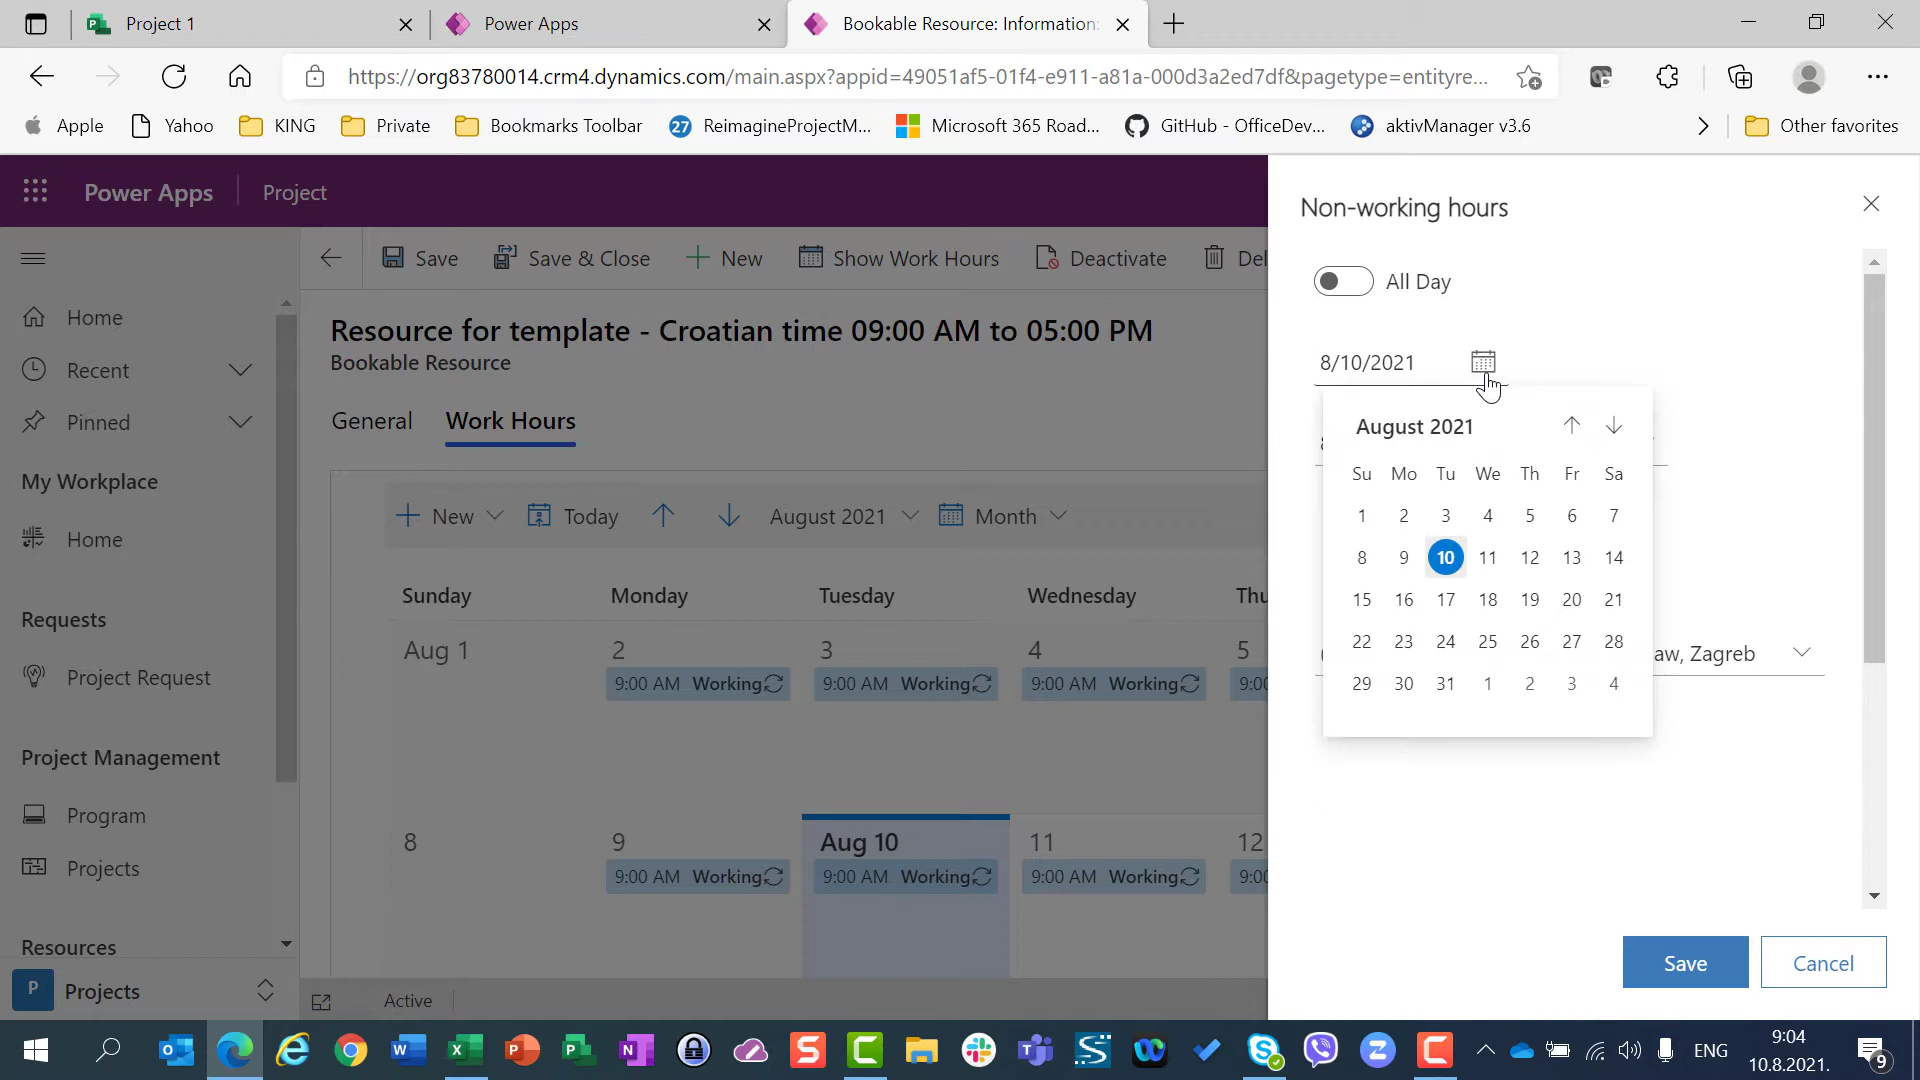 Project 1
Power Apps
Bookable Resource: Information:
https://org83780014.crm4.dynamics.com/main.aspx?appid=49051af5-01f4-e911-a81a-000d3a2ed7df&pagetype=entityre...
Apple Yahoo KING Private Bookmarks Toolbar 27 ReimagineProjectM... Microsoft 365 Road... GitHub - OfficeDev... aktivManager v3.6 Other favorites
Power Apps Project
Home
Recent
Pinned
My Workplace
Home
Requests
Project Request
Project Management
Program
Projects
Resources
P Projects
Save Save & Close New Show Work Hours Deactivate Del
Resource for template - Croatian time 09:00 AM to 05:00 PM
Bookable Resource
General Work Hours
New Today August 2021 Month
Sunday Monday Tuesday Wednesday Thu
Aug 1 2 3 4 5
9:00 AM Working 9:00 AM Working 9:00 AM Working 9:00
8 9 Aug 10 11 12
9:00 AM Working 9:00 AM Working 9:00 AM Working 9:00
Active
Non-working hours
All Day
8/10/2021
August 2021
Su Mo Tu We Th Fr Sa
1 2 3 4 5 6 7
8 9 10 11 12 13 14
15 16 17 18 19 20 21
22 23 24 25 26 27 28
29 30 31 1 2 3 4
aw, Zagreb
Save Cancel
ENG
9:04
10.8.2021.
9